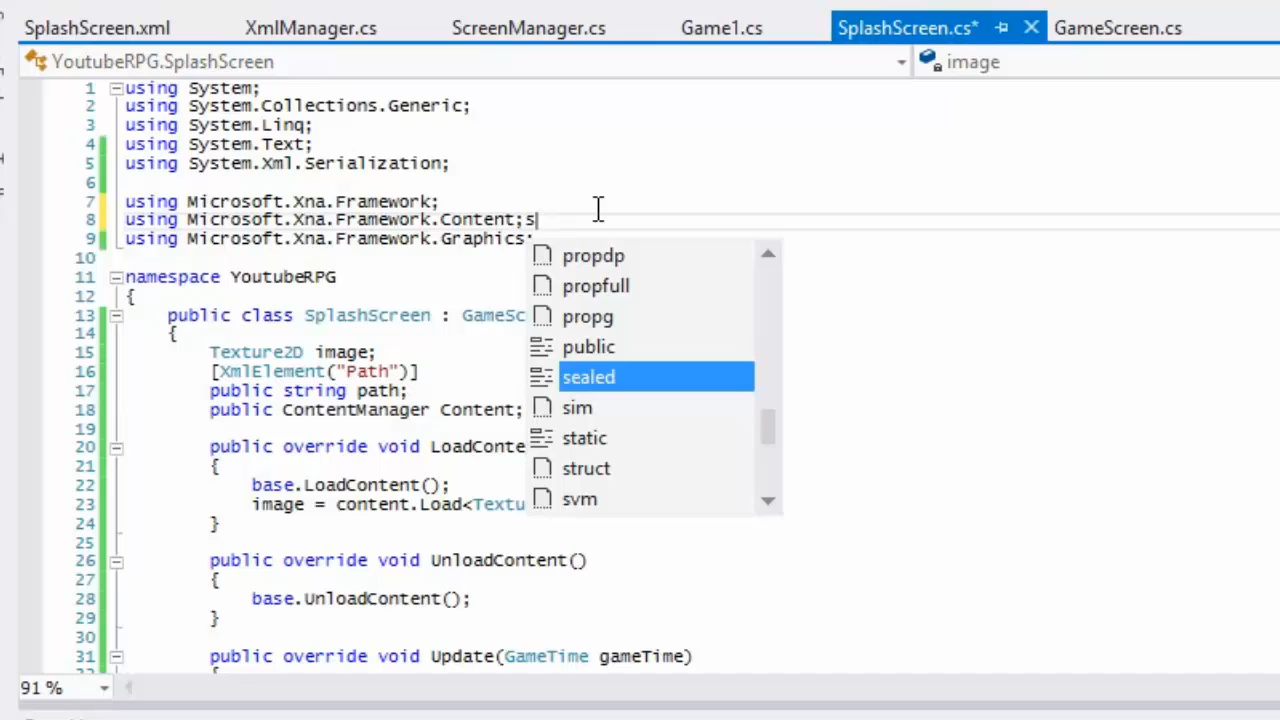 SplashScreen.xml XmlManager.cs ScreenManager.cs Game1.cs SplashScreen.cs* GameScreen.cs
YoutubeRPG.SplashScreen image
1 using System;
2 using System.Collections.Generic;
3 using System.Linq;
4 using System.Text;
5 using System.Xml.Serialization;
6
7 using Microsoft.Xna.Framework;
8 using Microsoft.Xna.Framework.Content;s
9 using Microsoft.Xna.Framework.Graphics;
10
11 namespace YoutubeRPG
12 {
13 public class SplashScreen : GameSc
14 {
15 Texture2D image;
16 [XmlElement("Path")]
17 public string path;
18 public ContentManager Content;
19
20 public override void LoadConte
21 {
22 base.LoadContent();
23 image = content.Load<Textu
24 }
25
26 public override void UnloadContent()
27 {
28 base.UnloadContent();
29 }
30
31 public override void Update(GameTime gameTime)
propdp
propfull
propg
public
sealed
sim
static
struct
svm
91 %